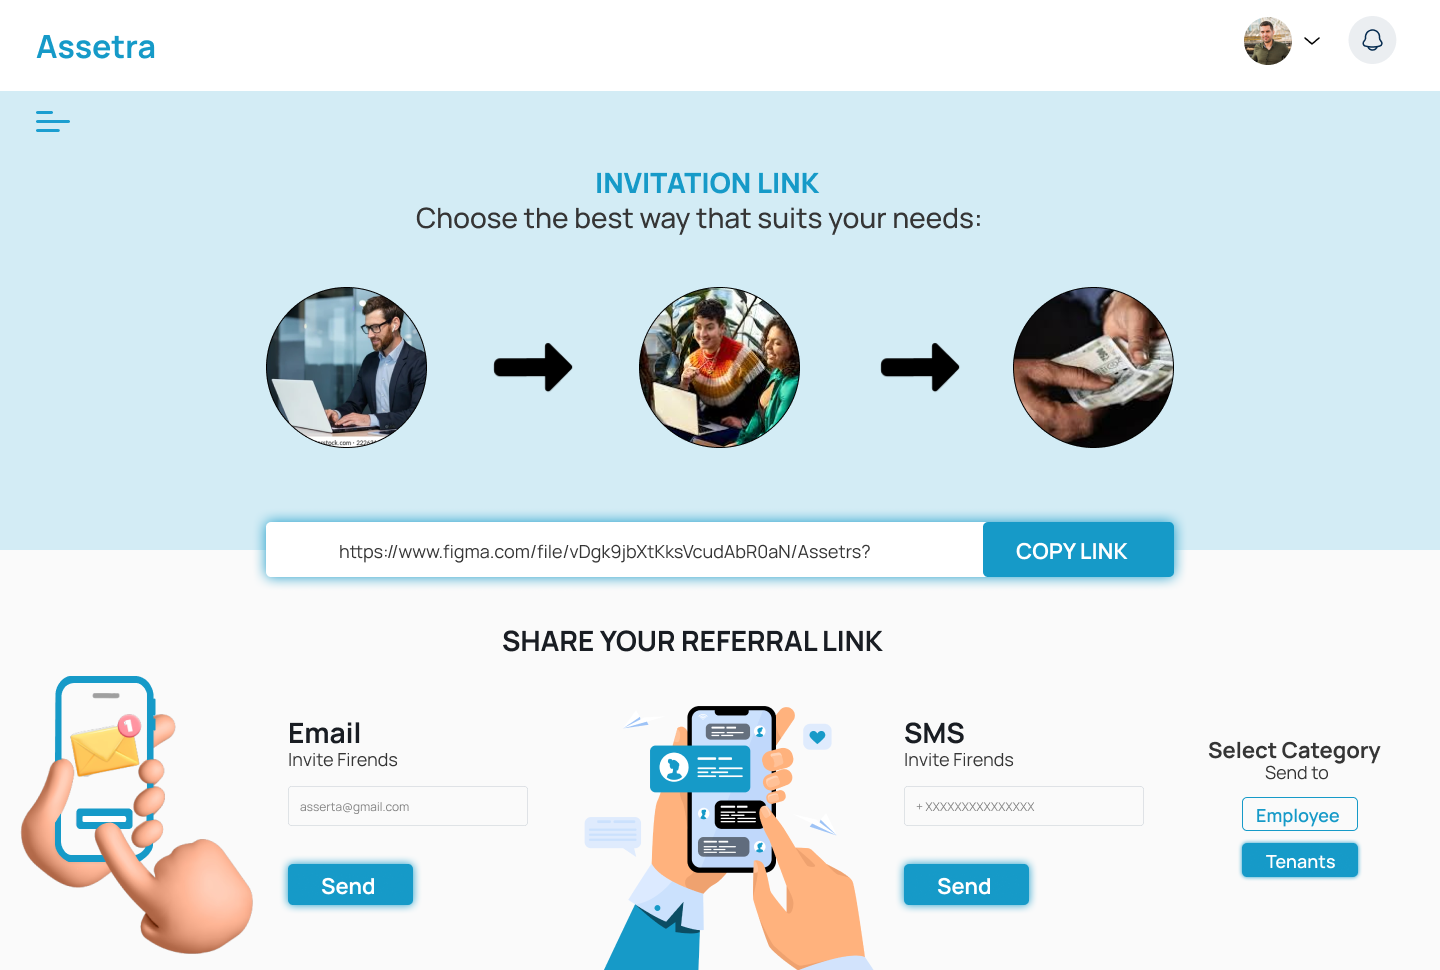 Assetra
INVITATION LINK
Choose the best way that suits your needs:
https://www.figma.com/file/vDgk9jbXtKksVcudAbR0aN/Assetrs?
COPY LINK
SHARE YOUR REFERRAL LINK
Email
Invite Firends
asserta@gmail.com
Send
1
SMS
Invite Firends
+ XXXXXXXXXXXXXXX
Send
Select Category
Send to
Employee
Tenants